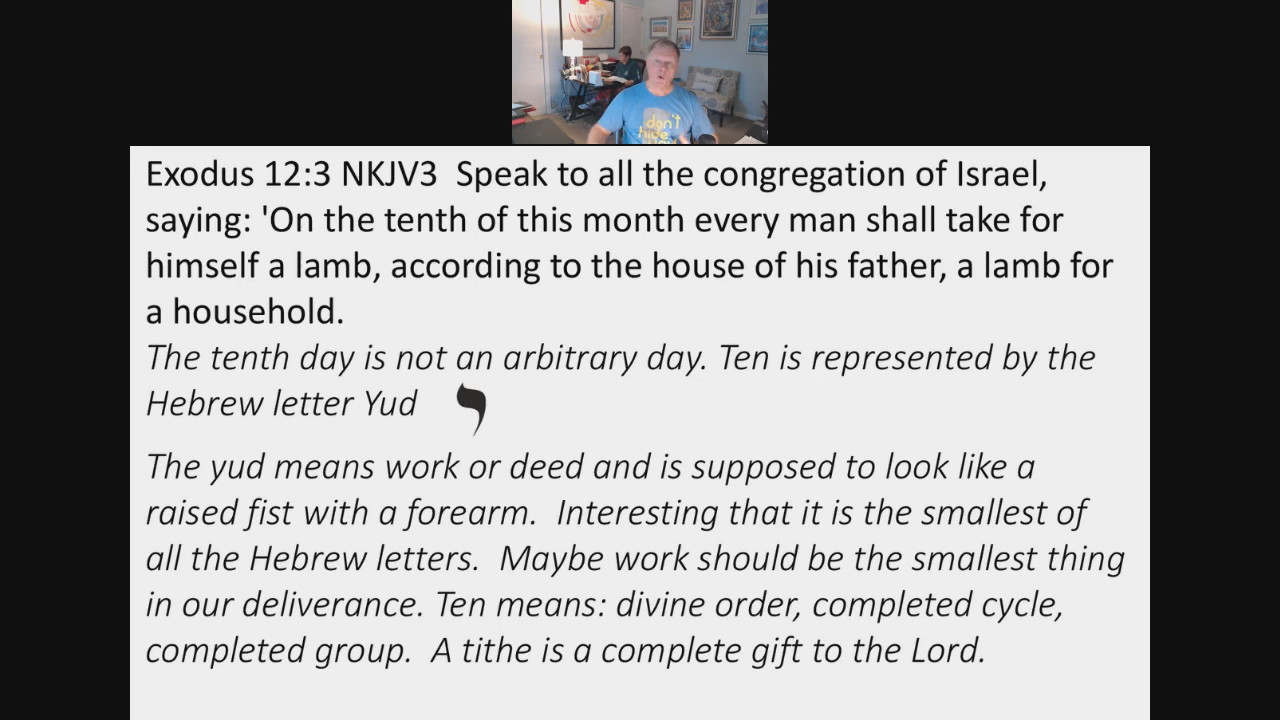 don't
hide
Exodus 12:3 NKJV3  Speak to all the congregation of Israel,
saying: 'On the tenth of this month every man shall take for
himself a lamb, according to the house of his father, a lamb for
a household.
The tenth day is not an arbitrary day. Ten is represented by the
Hebrew letter Yud  י
The yud means work or deed and is supposed to look like a
raised fist with a forearm.  Interesting that it is the smallest of
all the Hebrew letters.  Maybe work should be the smallest thing
in our deliverance. Ten means: divine order, completed cycle,
completed group.  A tithe is a complete gift to the Lord.